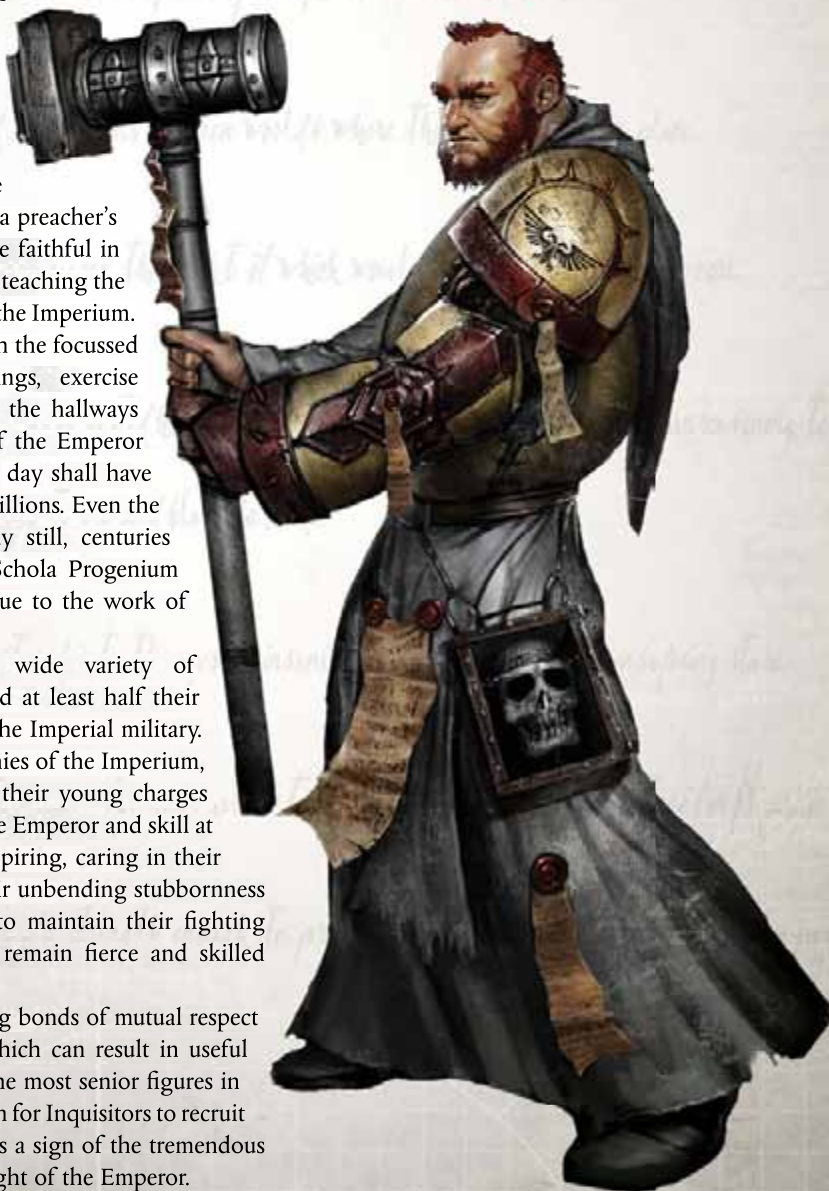 a preacher's
e faithful in
teaching the
the Imperium.
n the focussed
ings, exercise
the hallways
f the Emperor
day shall have
illions. Even the
y still, centuries
Schola Progenium
ue to the work of
wide variety of
d at least half their
he Imperial military.
nies of the Imperium,
their young charges
e Emperor and skill at
piring, caring in their
ir unbending stubbornness
to maintain their fighting
remain fierce and skilled
g bonds of mutual respect
hich can result in useful
he most senior figures in
n for Inquisitors to recruit
s a sign of the tremendous
ght of the Emperor.